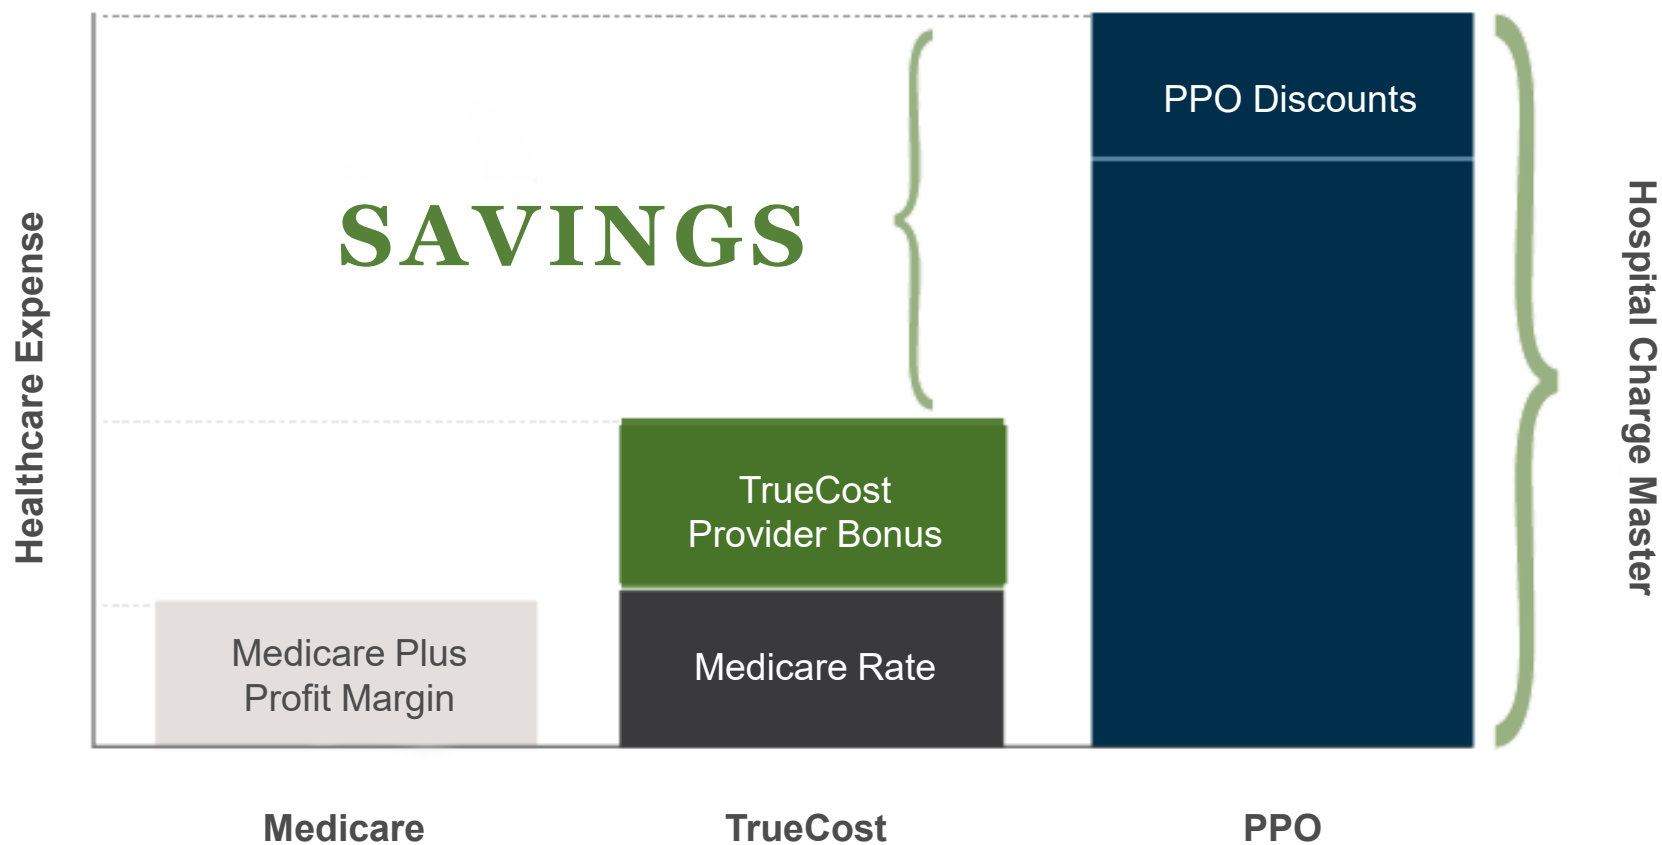 Healthcare Expense
SAVINGS
PPO Discounts
TrueCost
Provider Bonus
Medicare Plus
Profit Margin
Medicare Rate
Hospital Charge Master
Medicare
TrueCost
PPO